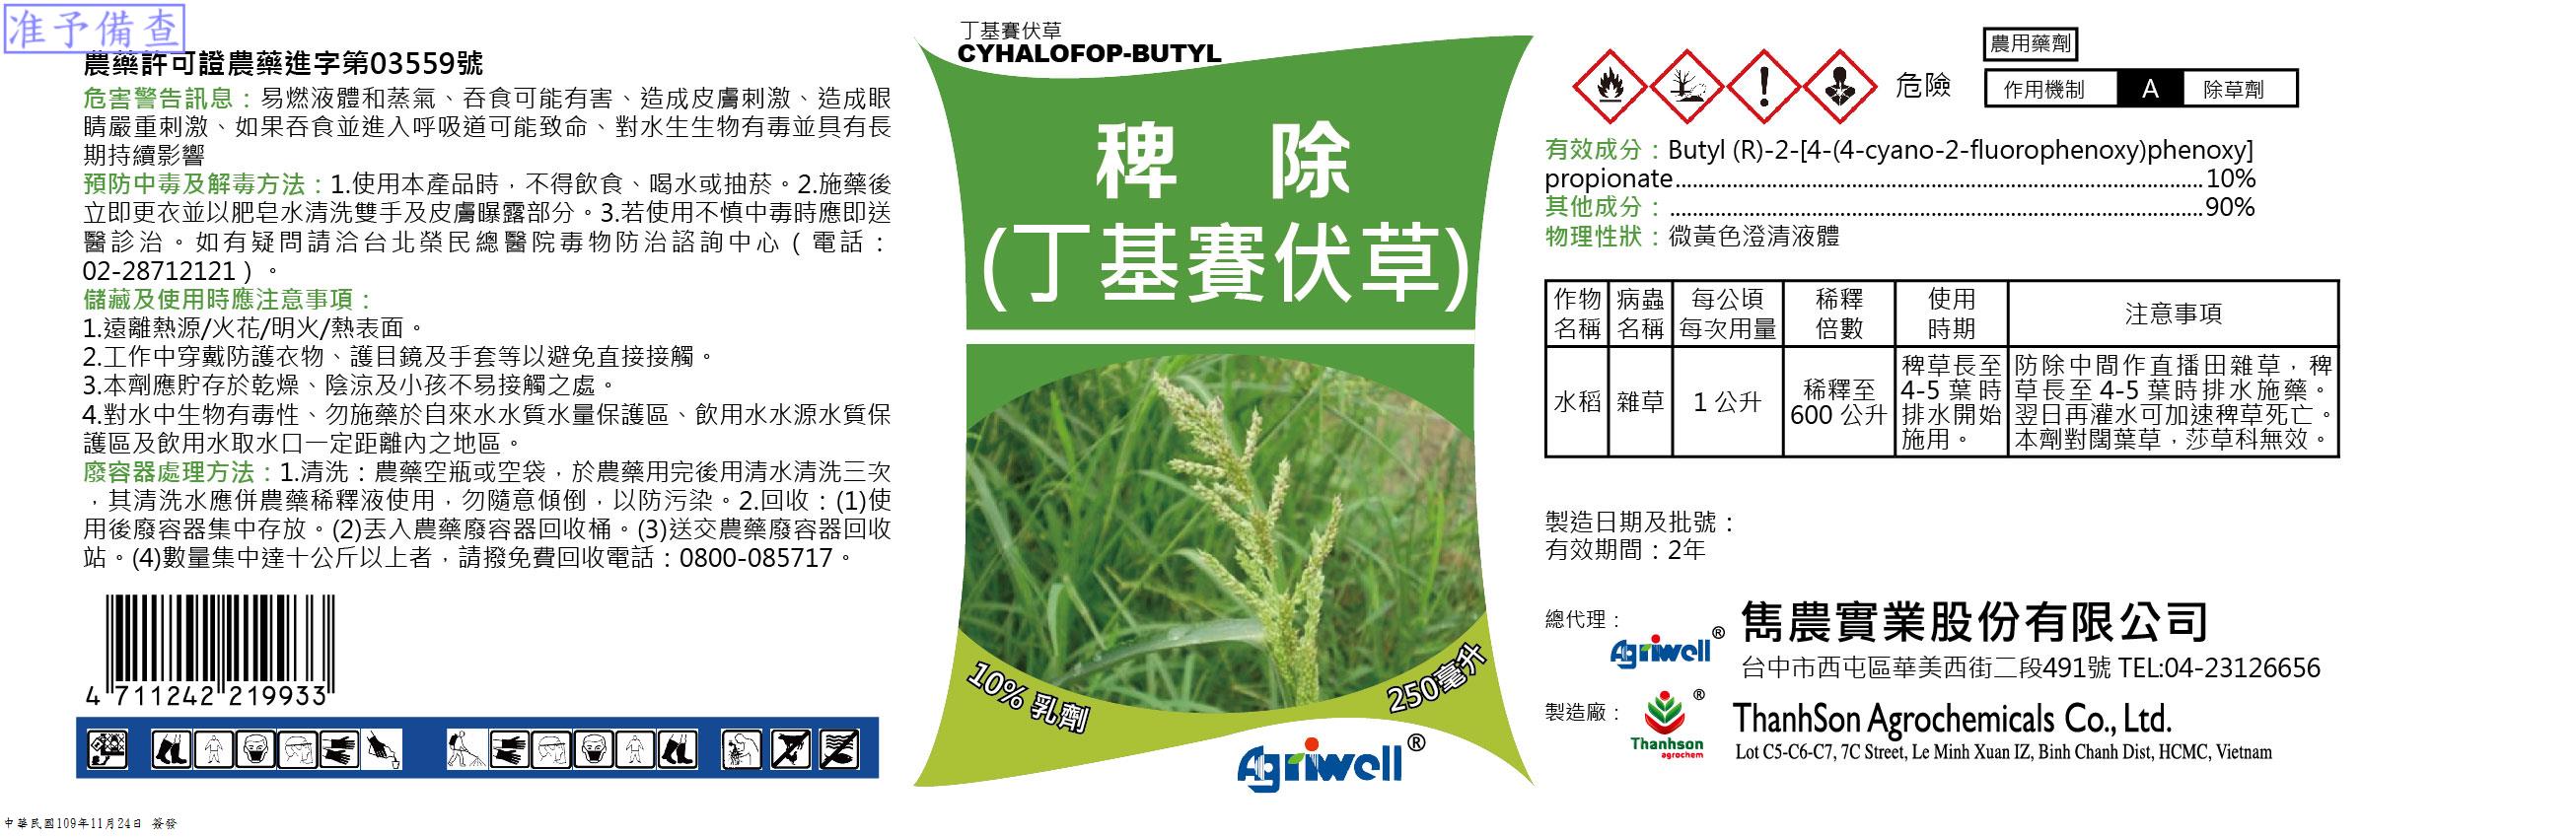 准予備查
農藥許可證農藥進字第03559號
危害警告訊息：易燃液體和蒸氣、吞食可能有害、造成皮膚刺激、造成眼
睛嚴重刺激、如果吞食並進入呼吸道可能致命、對水生生物有毒並具有長
期持續影響
預防中毒及解毒方法：1.使用本產品時，不得飲食、喝水或抽菸。2.施藥後
立即更衣並以肥皂水清洗雙手及皮膚曝露部分。3.若使用不慎中毒時應即送
醫診治。如有疑問請洽台北榮民總醫院毒物防治諮詢中心（電話：
02-28712121）。
儲藏及使用時應注意事項：
1.遠離熱源/火花/明火/熱表面。
2.工作中穿戴防護衣物、護目鏡及手套等以避免直接接觸。
3.本劑應貯存於乾燥、陰涼及小孩不易接觸之處。
4.對水中生物有毒性、勿施藥於自來水水質水量保護區、飲用水水源水質保
護區及飲用水取水口一定距離內之地區。
廢容器處理方法：1.清洗：農藥空瓶或空袋，於農藥用完後用清水清洗三次
，其清洗水應併農藥稀釋液使用，勿隨意傾倒，以防污染。2.回收：(1)使
用後廢容器集中存放。(2)丟入農藥廢容器回收桶。(3)送交農藥廢容器回收
站。(4)數量集中達十公斤以上者，請撥免費回收電話：0800-085717。
4 711242 219933
中華民國109年11月24日 簽發
丁基賽伏草
CYHALOFOP-BUTYL
稗 除
(丁基賽伏草)
10% 乳劑
250毫升
Agriwell®
危險
農用藥劑
作用機制 A 除草劑
有效成分：Butyl (R)-2-[4-(4-cyano-2-fluorophenoxy)phenoxy]
propionate.......10%
其他成分：.......90%
物理性狀：微黃色澄清液體
作物名稱 病蟲名稱 每公頃每次用量 稀釋倍數 使用時期 注意事項
水稻 雜草 1 公升 稀釋至600 公升
稗草長至
4-5 葉時
排水開始
施用。
防除中間作直播田雜草，稗
草長至 4-5 葉時排水施藥。
翌日再灌水可加速稗草死亡。
本劑對闊葉草，莎草科無效。
製造日期及批號：
有效期間：2年
總代理：
Agriwell®
雋農實業股份有限公司
台中市西屯區華美西街二段491號 TEL:04-23126656
製造廠：
®
Thanhson
agrochem
ThanhSon Agrochemicals Co., Ltd.
Lot C5-C6-C7, 7C Street, Le Minh Xuan IZ, Binh Chanh Dist, HCMC, Vietnam